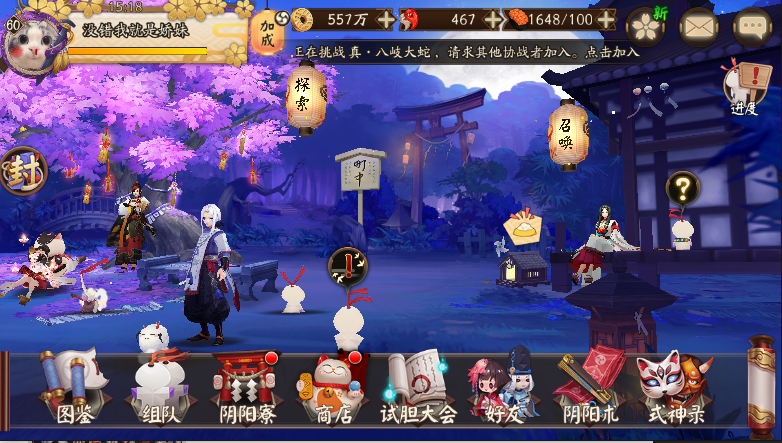 15:18
60
没错我就是娇妹
加成
557万
467
1648/100
新
正在挑战真·八岐大蛇，请求其他协战者加入。点击加入
探索
召唤
进度
封
町中
图鉴
组队
阴阳寮
商店
试胆大会
好友
阴阳术
式神录